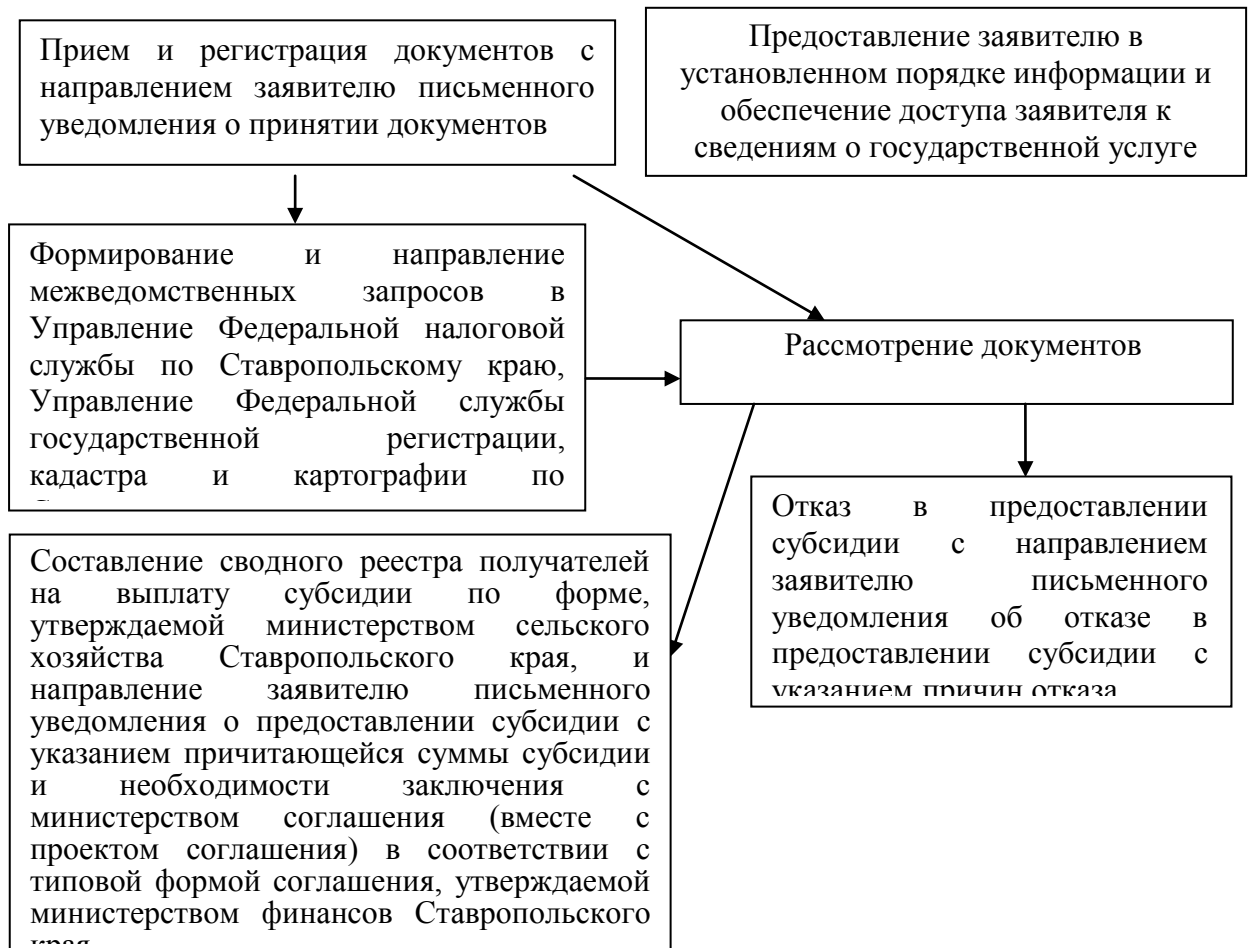 Прием и регистрация документов с
направлением заявителю письменного
уведомления о принятии документов
Предоставление заявителю в
установленном порядке информации и
обеспечение доступа заявителя к
сведениям о государственной услуге
Формирование и направление
межведомственных запросов в
Управление Федеральной налоговой
службы по Ставропольскому краю,
Управление Федеральной службы
государственной регистрации,
кадастра и картографии по
Рассмотрение документов
Отказ в предоставлении
субсидии с направлением
заявителю письменного
уведомления об отказе в
предоставлении субсидии с
указанием причин отказа
Составление сводного реестра получателей
на выплату субсидии по форме,
утверждаемой министерством сельского
хозяйства Ставропольского края, и
направление заявителю письменного
уведомления о предоставлении субсидии с
указанием причитающейся суммы субсидии
и необходимости заключения с
министерством соглашения (вместе с
проектом соглашения) в соответствии с
типовой формой соглашения, утверждаемой
министерством финансов Ставропольского
края